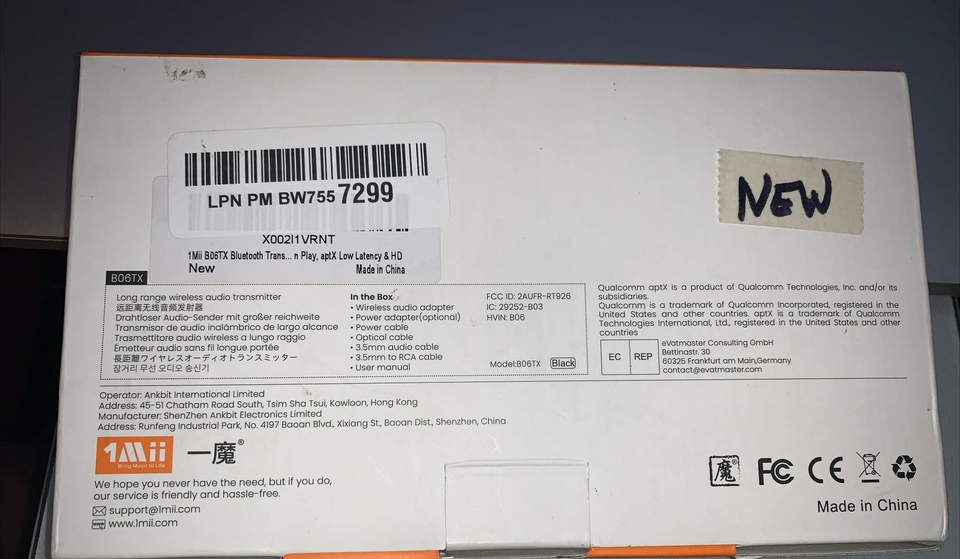 LPN PM BW755 7299
NEW
X002I1VRNT
1Mii B06TX Bluetooth Trans... n Play, aptX Low Latency & HD
New
Made in China
B06TX
Long range wireless audio transmitter
远距离无线音频发射器
Drahtloser Audio-Sender mit großer reichweite
Transmisor de audio inalámbrico de largo alcance
Trasmettitore audio wireless a lungo raggio
Émetteur audio sans fil longue portée
長距離ワイヤレスオーディオトランスミッター
장거리 무선 오디오 송신기
In the Box
• Wireless audio adapter
• Power adapter(optional)
• Power cable
• Optical cable
• 3.5mm audio cable
• 3.5mm to RCA cable
• User manual
FCC ID: 2AUFR-RT926
IC: 29252-B03
HVIN: B06
Model:B06TX Black
Qualcomm aptX is a product of Qualcomm Technologies, Inc. and/or its
subsidiaries.
Qualcomm is a trademark of Qualcomm Incorporated, registered in the
United States and other countries. aptX is a trademark of Qualcomm
Technologies International, Ltd., registered in the United States and other
countries
EC REP
eVatmaster Consulting GmbH
Bettinastr. 30
60325 Frankfurt am Main,Germany
contact@evatmaster.com
Operator: Ankbit International Limited
Address: 45-51 Chatham Road South, Tsim Sha Tsui, Kowloon, Hong Kong
Manufacturer: ShenZhen Ankbit Electronics Limited
Address: Runfeng Industrial Park, No. 4197 Baoan Blvd., Xixiang St., Baoan Dist., Shenzhen, China
1Mii
Bring Music to Life
一魔®
We hope you never have the need, but if you do,
our service is friendly and hassle-free.
support@1mii.com
www.1mii.com
魔® FC CE
Made in China